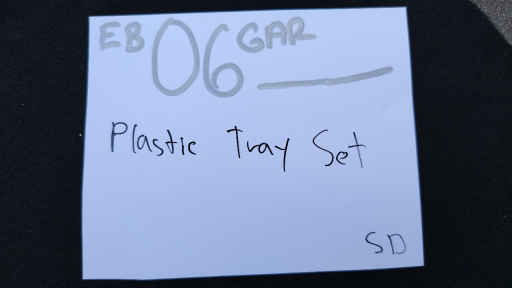 EB 06 GAR
Plastic Tray Set
SD